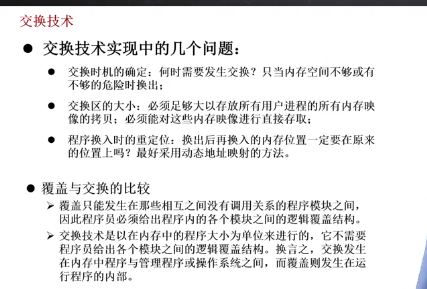 交换技术
● 交换技术实现中的几个问题：
● 交换时机的确定：何时需要发生交换？只当内存空间不够或有
不够的危险时换出；
● 交换区的大小：必须足够大以存放所有用户进程的所有内存映
像的拷贝；必须能对这些内存映像进行直接存取；
● 程序换入时的重定位：换出后再换入的内存位置一定要在原来
的位置上吗？最好采用动态地址映射的方法。
● 覆盖与交换的比较
➢ 覆盖只能发生在那些相互之间没有调用关系的程序模块之间，
因此程序员必须给出程序内的各个模块之间的逻辑覆盖结构。
➢ 交换技术是以在内存中的程序大小为单位来进行的，它不需要
程序员给出各个模块之间的逻辑覆盖结构。换言之，交换发生
在内存中程序与管理程序或操作系统之间，而覆盖则发生在运
行程序的内部。